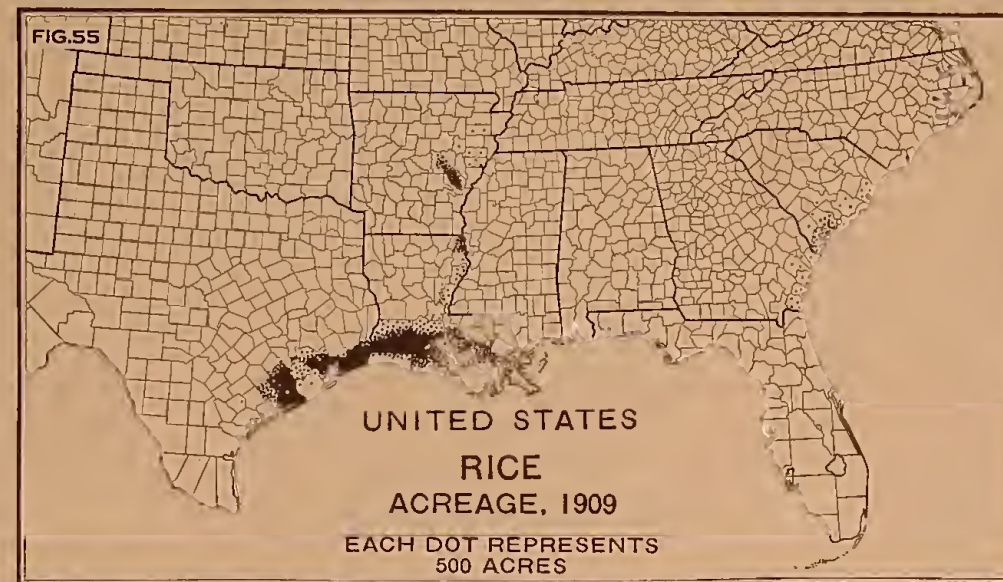 FIG.55
UNITED STATES
RICE
ACREAGE, 1909
EACH DOT REPRESENTS
500 ACRES